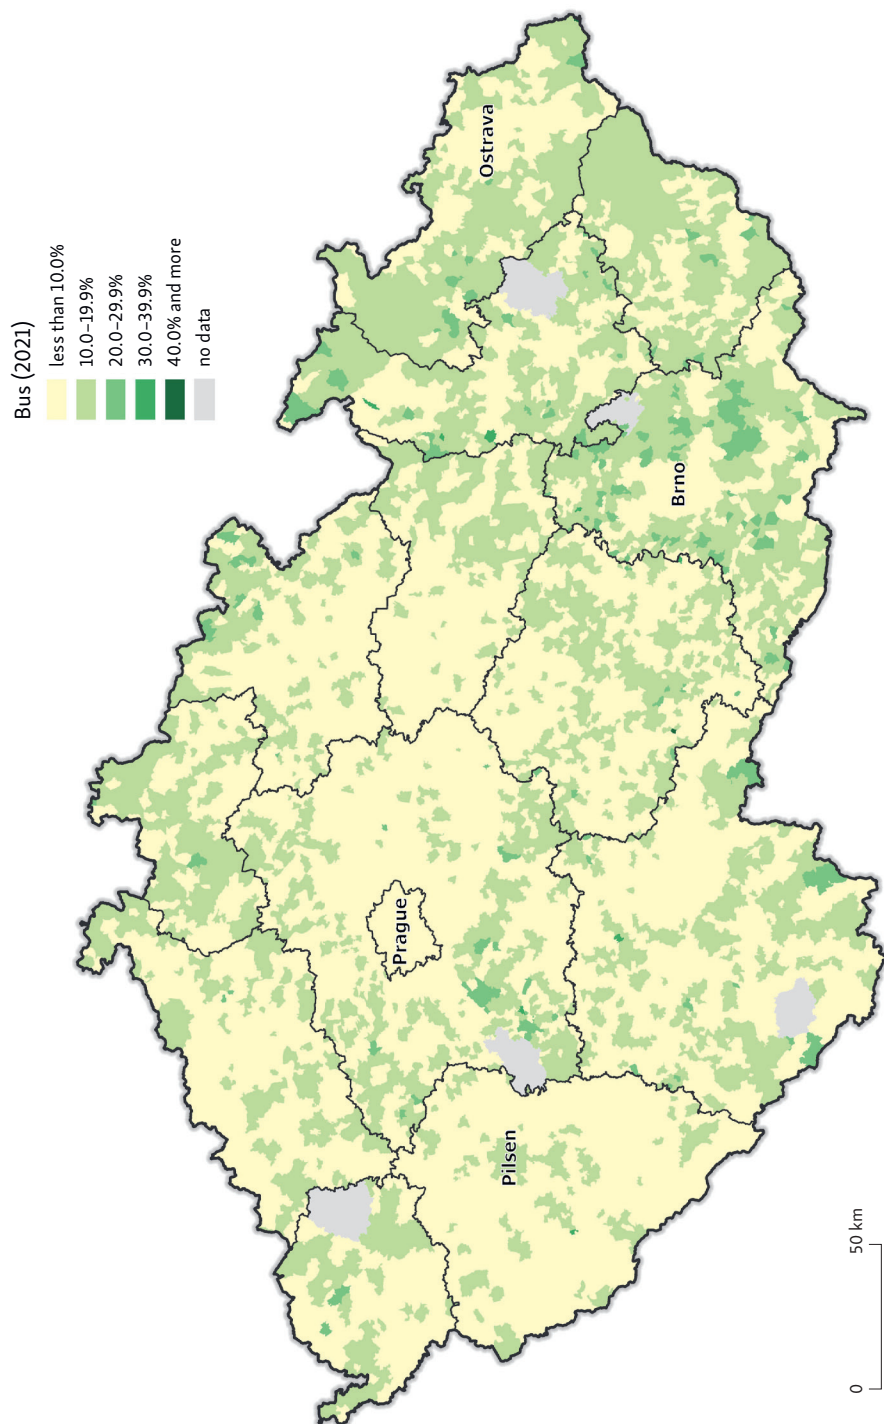 Bus (2021)
less than 10.0%
10.0–19.9%
20.0–29.9%
30.0–39.9%
40.0% and more
no data
Prague
Pilsen
Brno
Ostrava
0
50 km